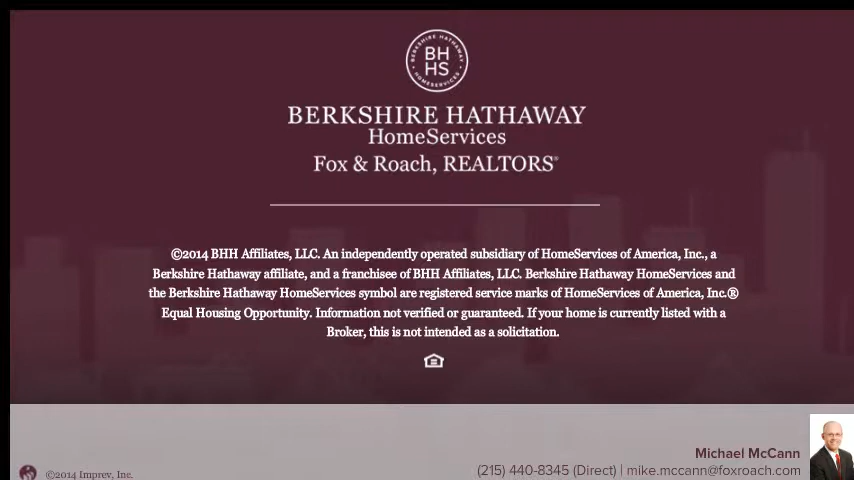 BERKSHIRE HATHAWAY
HOMESERVICES
BH
HS
BERKSHIRE HATHAWAY
HomeServices
Fox & Roach, REALTORS®
©2014 BHH Affiliates, LLC. An independently operated subsidiary of HomeServices of America, Inc., a
Berkshire Hathaway affiliate, and a franchisee of BHH Affiliates, LLC. Berkshire Hathaway HomeServices and
the Berkshire Hathaway HomeServices symbol are registered service marks of HomeServices of America, Inc.®
Equal Housing Opportunity. Information not verified or guaranteed. If your home is currently listed with a
Broker, this is not intended as a solicitation.
Michael McCann
(215) 440-8345 (Direct) | mike.mccann@foxroach.com
©2014 Imprev, Inc.